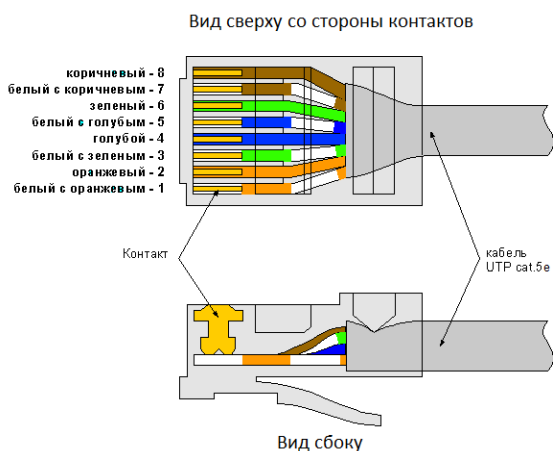 Вид сверху со стороны контактов
коричневый - 8
белый с коричневым - 7
зеленый - 6
белый с голубым - 5
голубой - 4
белый с зеленым - 3
оранжевый - 2
белый с оранжевым - 1
Контакт
кабель
UTP cat.5e
Вид сбоку